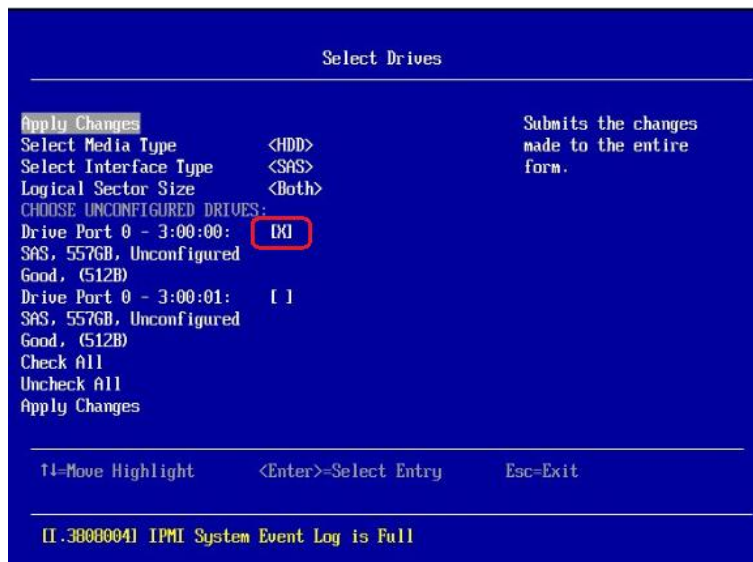 Select Drives
Apply Changes
Submits the changes
Select Media Type <HDD>
made to the entire
Select Interface Type <SAS>
form.
Logical Sector Size <Both>
CHOOSE UNCONFIGURED DRIVES:
Drive Port 0 - 3:00:00: [X]
SAS, 557GB, Unconfigured
Good, (512B)
Drive Port 0 - 3:00:01: [ ]
SAS, 557GB, Unconfigured
Good, (512B)
Check All
Uncheck All
Apply Changes
↑↓=Move Highlight <Enter>=Select Entry Esc=Exit
[I.3808004] IPMI System Event Log is Full